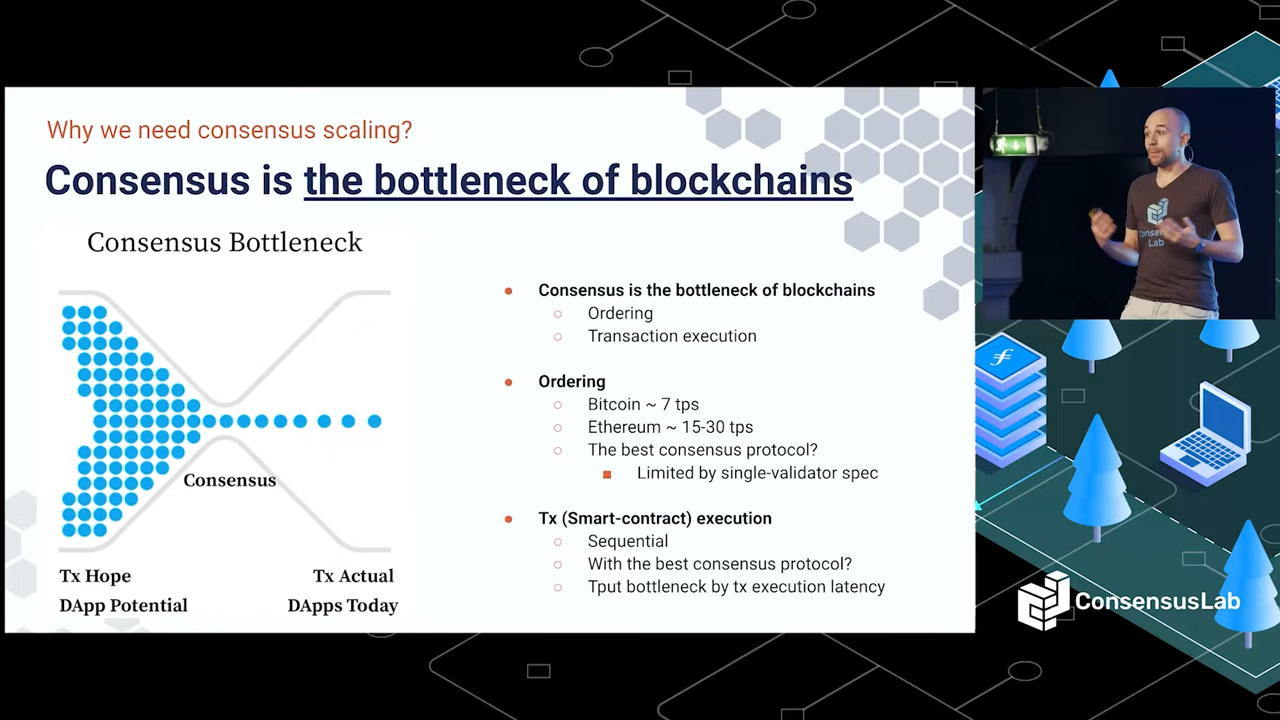 Why we need consensus scaling?
Consensus is the bottleneck of blockchains
Consensus Bottleneck
Consensus
Tx Hope
DApp Potential
Tx Actual
DApps Today
Consensus is the bottleneck of blockchains
Ordering
Transaction execution
Ordering
Bitcoin ~ 7 tps
Ethereum ~ 15-30 tps
The best consensus protocol?
Limited by single-validator spec
Tx (Smart-contract) execution
Sequential
With the best consensus protocol?
Tput bottleneck by tx execution latency
Consensus
Lab
ConsensusLab